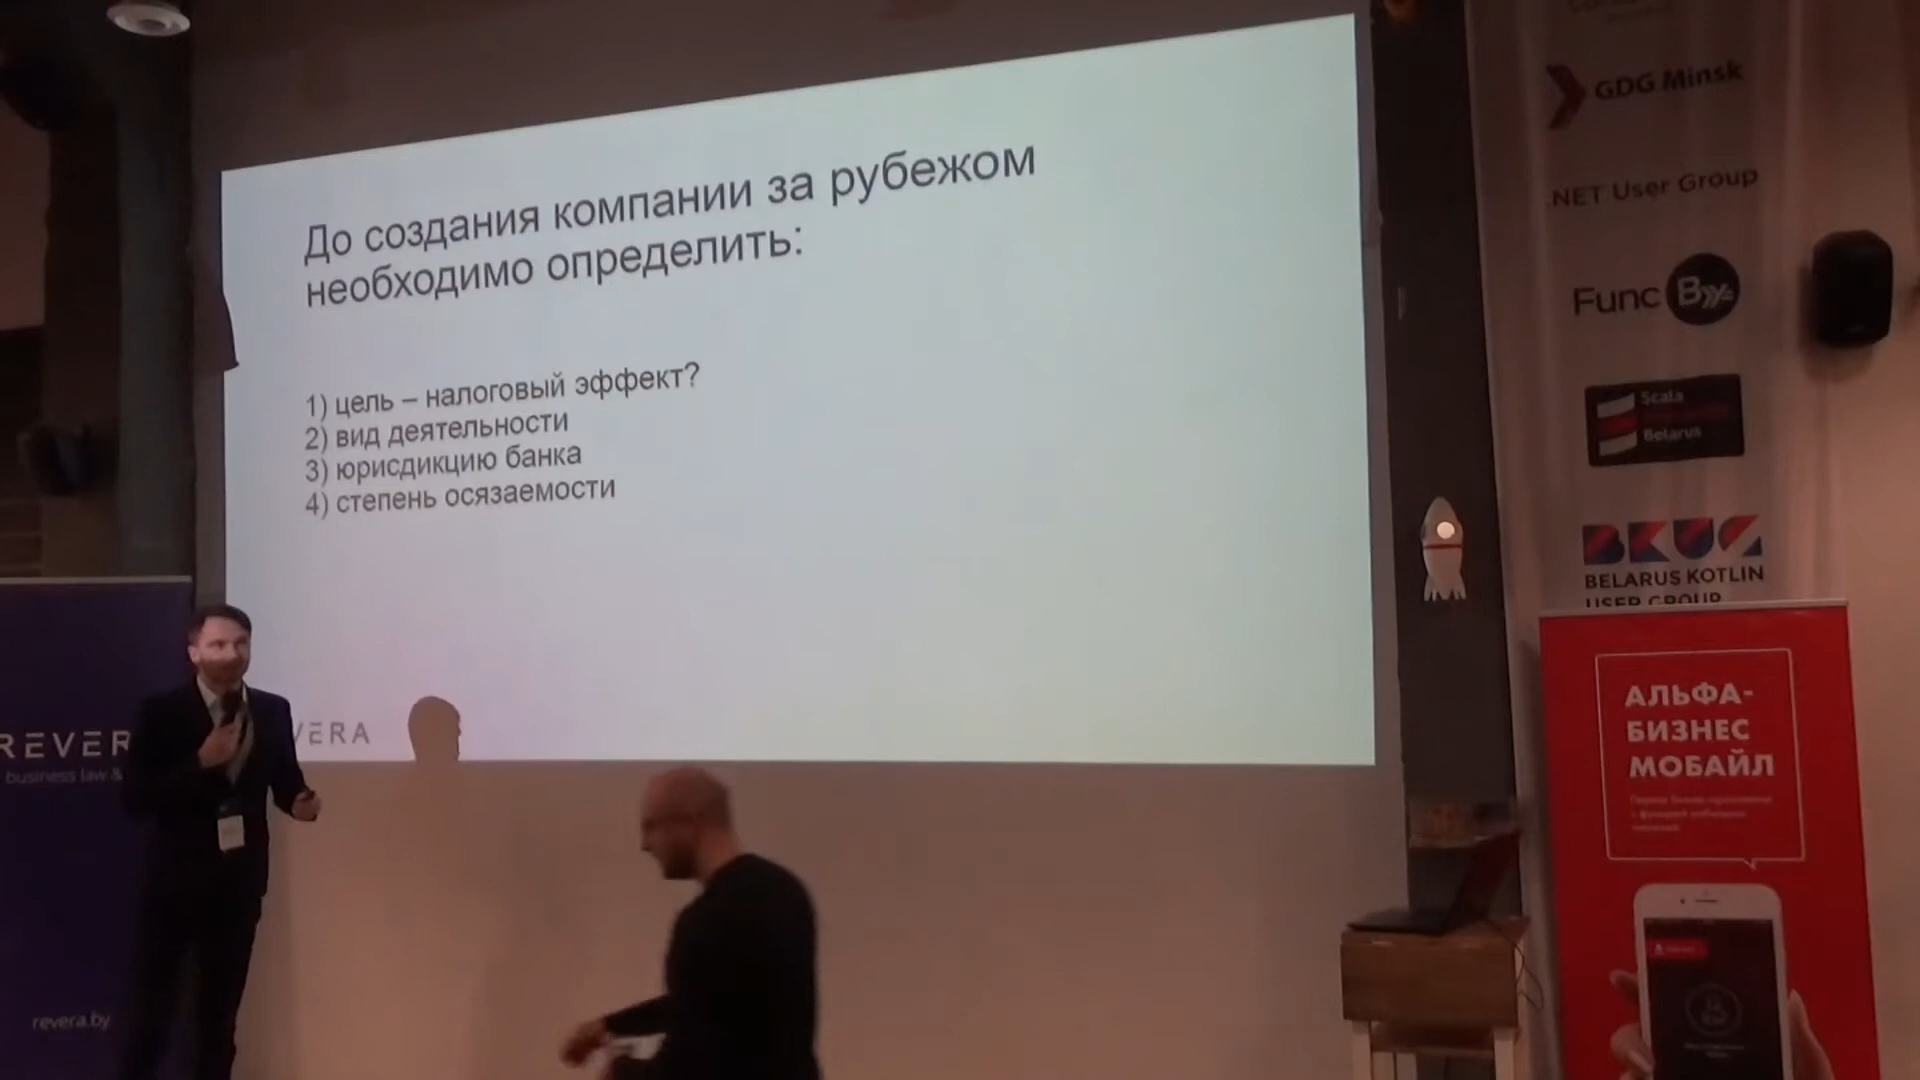 До создания компании за рубежом
необходимо определить:
1) цель – налоговый эффект?
2) вид деятельности
3) юрисдикцию банка
4) степень осязаемости
VERA
REVER
business law &
revera.by
GDG Minsk
.NET User Group
Func By
Scala
Belarus
BKUG
BELARUS KOTLIN
USER GROUP
АЛЬФА-
БИЗНЕС
МОБАЙЛ